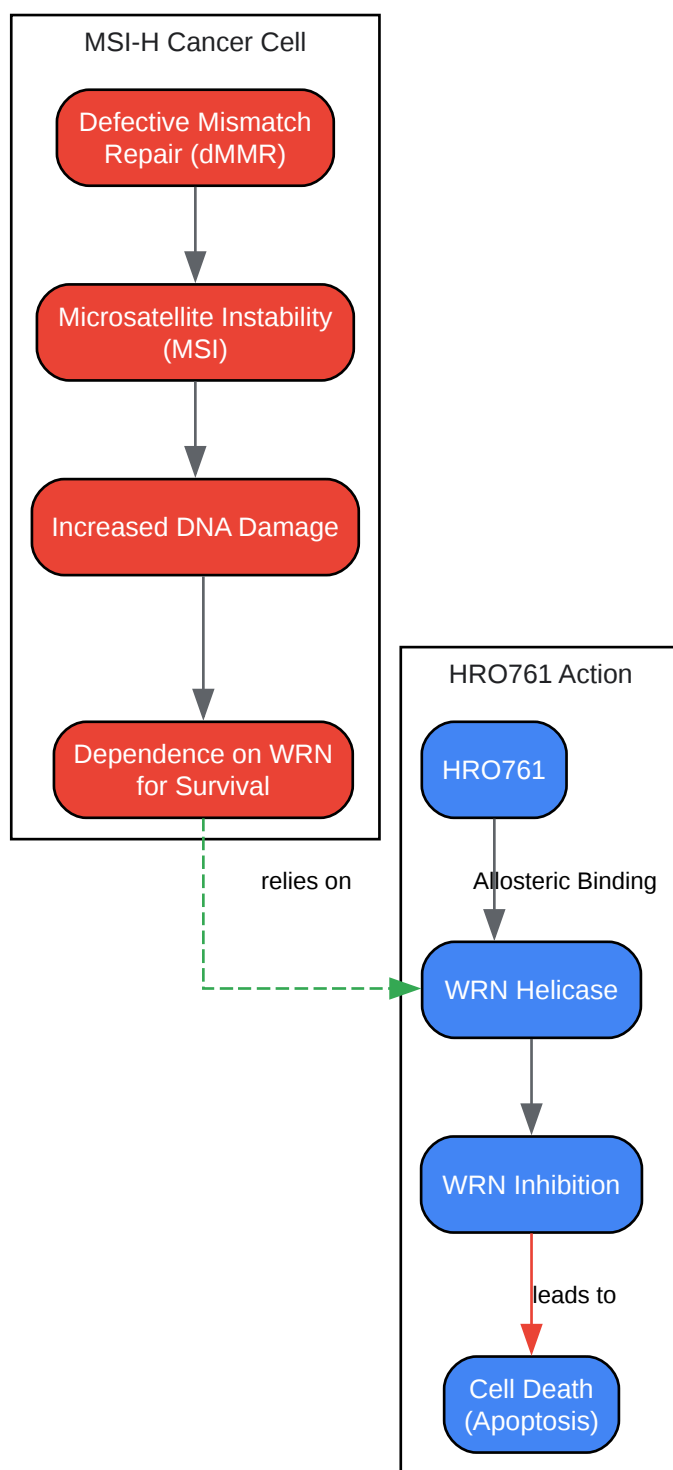 MSI-H Cancer Cell
Defective Mismatch
Repair (dMMR)
Microsatellite Instability
(MSI)
Increased DNA Damage
Dependence on WRN
for Survival
relies on
HRO761 Action
HRO761
Allosteric Binding
WRN Helicase
WRN Inhibition
leads to
Cell Death
(Apoptosis)